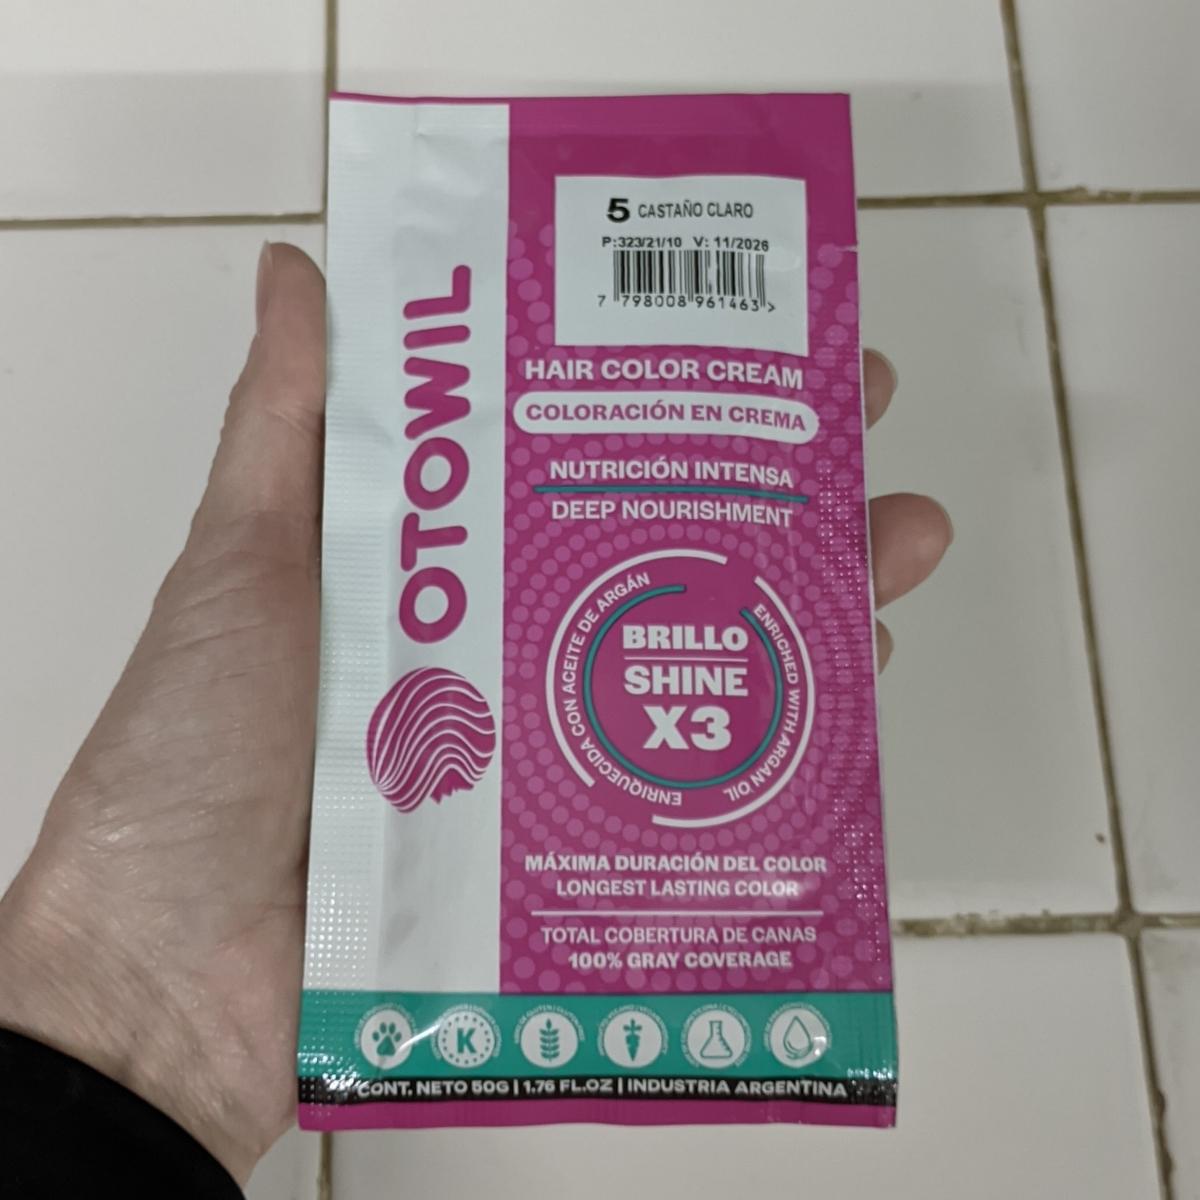 5 CASTAÑO CLARO
P:323/21/10 V: 11/2026
7 798008 961463 >
OTOWIL
HAIR COLOR CREAM
COLORACIÓN EN CREMA
NUTRICIÓN INTENSA
DEEP NOURISHMENT
ENRIQUECIDA CON ACEITE DE ARGÁN
ENRICHED WITH ARGAN OIL
BRILLO
SHINE
X3
MÁXIMA DURACIÓN DEL COLOR
LONGEST LASTING COLOR
TOTAL COBERTURA DE CANAS
100% GRAY COVERAGE
K
CONT. NETO 50G | 1.76 FL.OZ | INDUSTRIA ARGENTINA